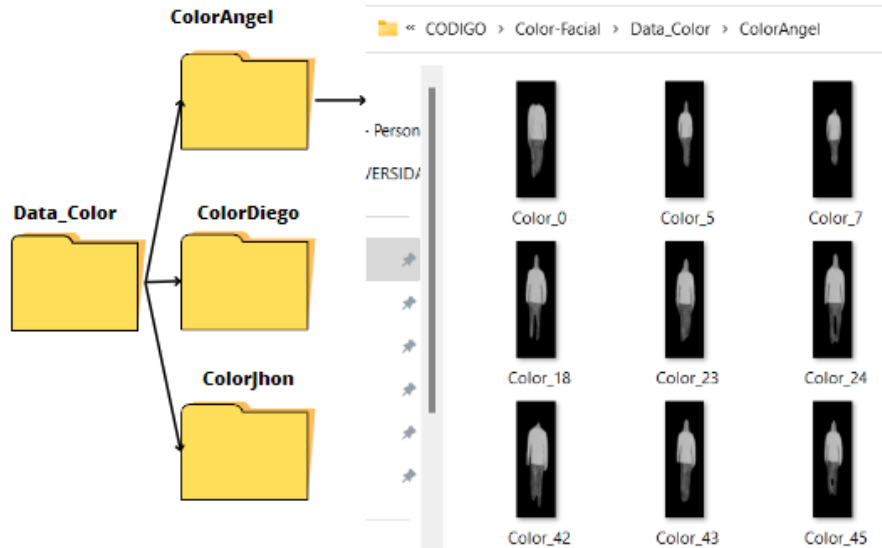 ColorAngel
Data_Color
ColorDiego
ColorJhon
« CODIGO > Color-Facial > Data_Color > ColorAngel
- Person
/ERSIDA
Color_0 Color_5 Color_7
Color_18 Color_23 Color_24
Color_42 Color_43 Color_45